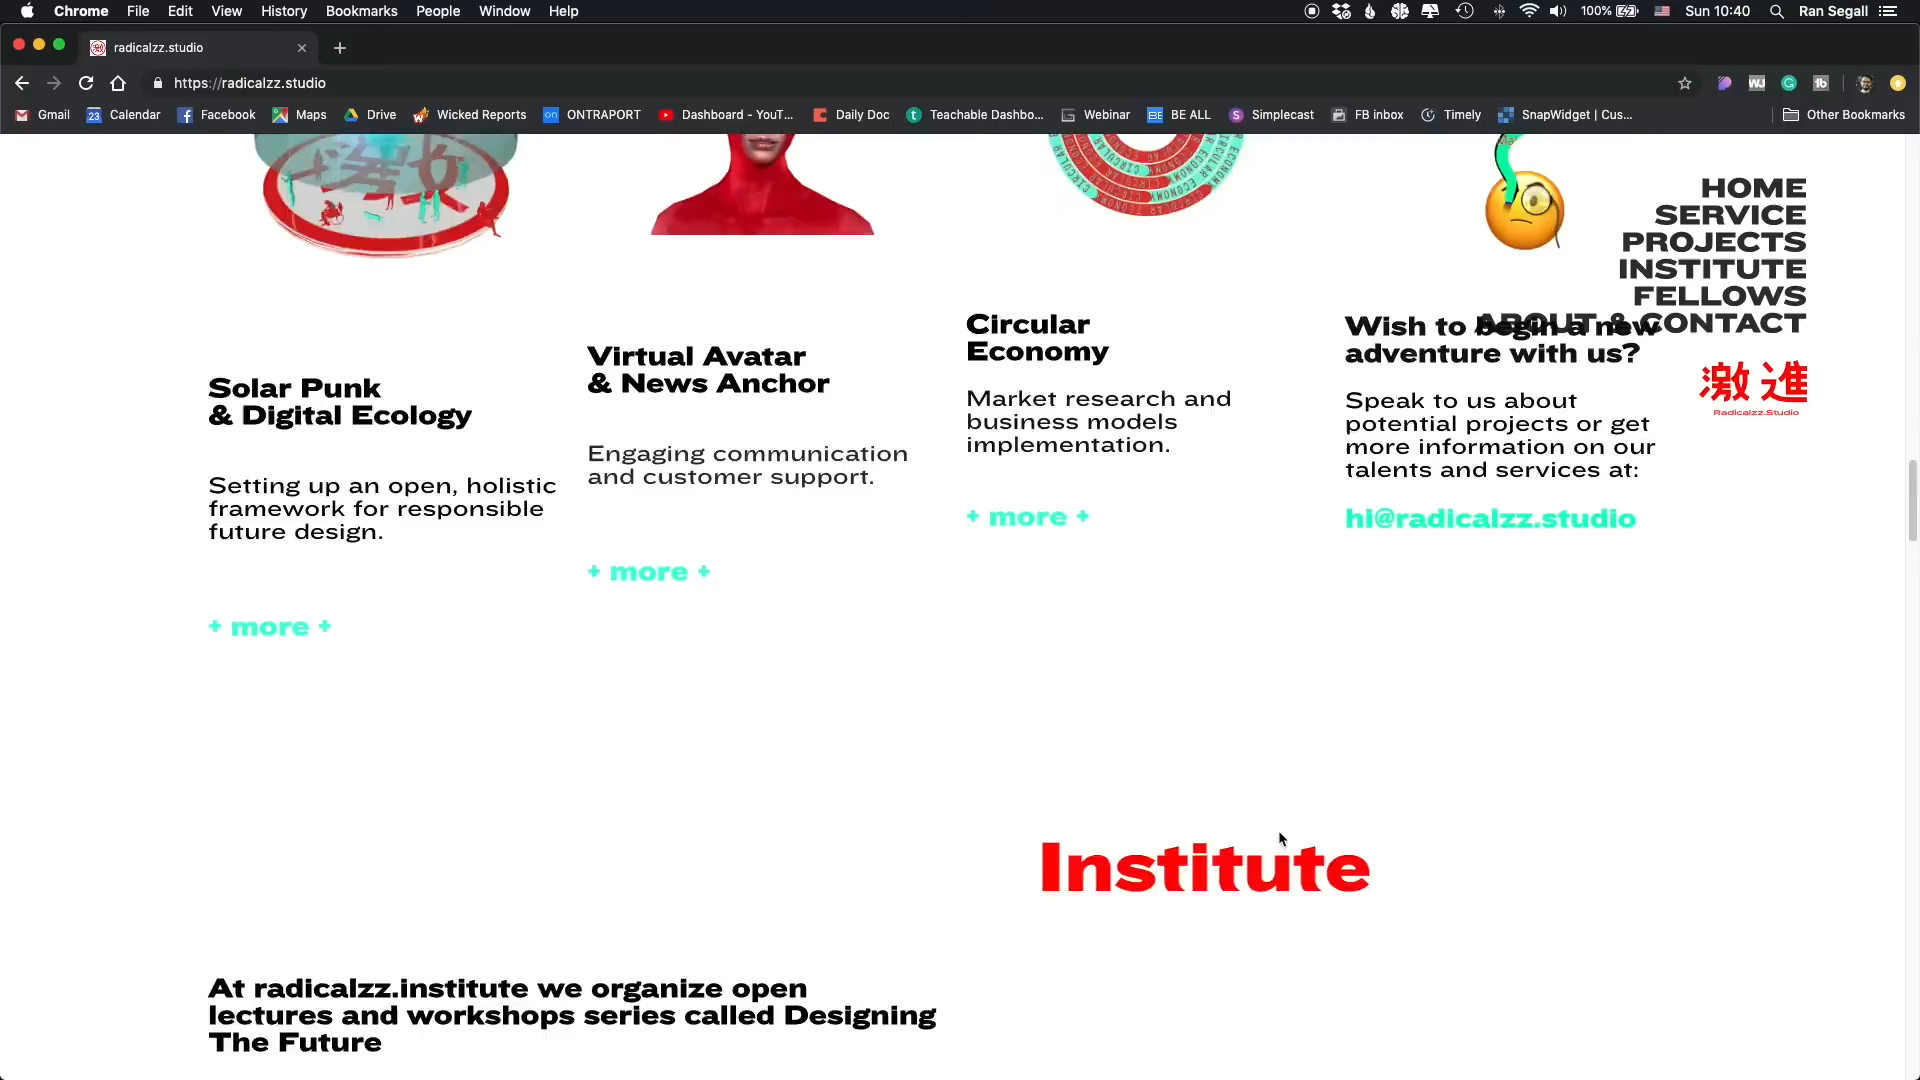 Chrome File Edit View History Bookmarks People Window Help
100% Sun 10:40 Ran Segall
radicalzz.studio
https://radicalzz.studio
Gmail 23 Calendar Facebook Maps Drive Wicked Reports on ONTRAPORT Dashboard - YouT... Daily Doc Teachable Dashbo... Webinar BE BE ALL Simplecast FB inbox Timely SnapWidget | Cus... Other Bookmarks
CIRCULAR ECONOMY
HOME
SERVICE
PROJECTS
INSTITUTE
FELLOWS
ABOUT & CONTACT
激進
Radicalzz.Studio
Solar Punk
& Digital Ecology
Setting up an open, holistic
framework for responsible
future design.
+ more +
Virtual Avatar
& News Anchor
Engaging communication
and customer support.
+ more +
Circular
Economy
Market research and
business models
implementation.
+ more +
Wish to begin a new
adventure with us?
Speak to us about
potential projects or get
more information on our
talents and services at:
hi@radicalzz.studio
Institute
At radicalzz.institute we organize open
lectures and workshops series called Designing
The Future